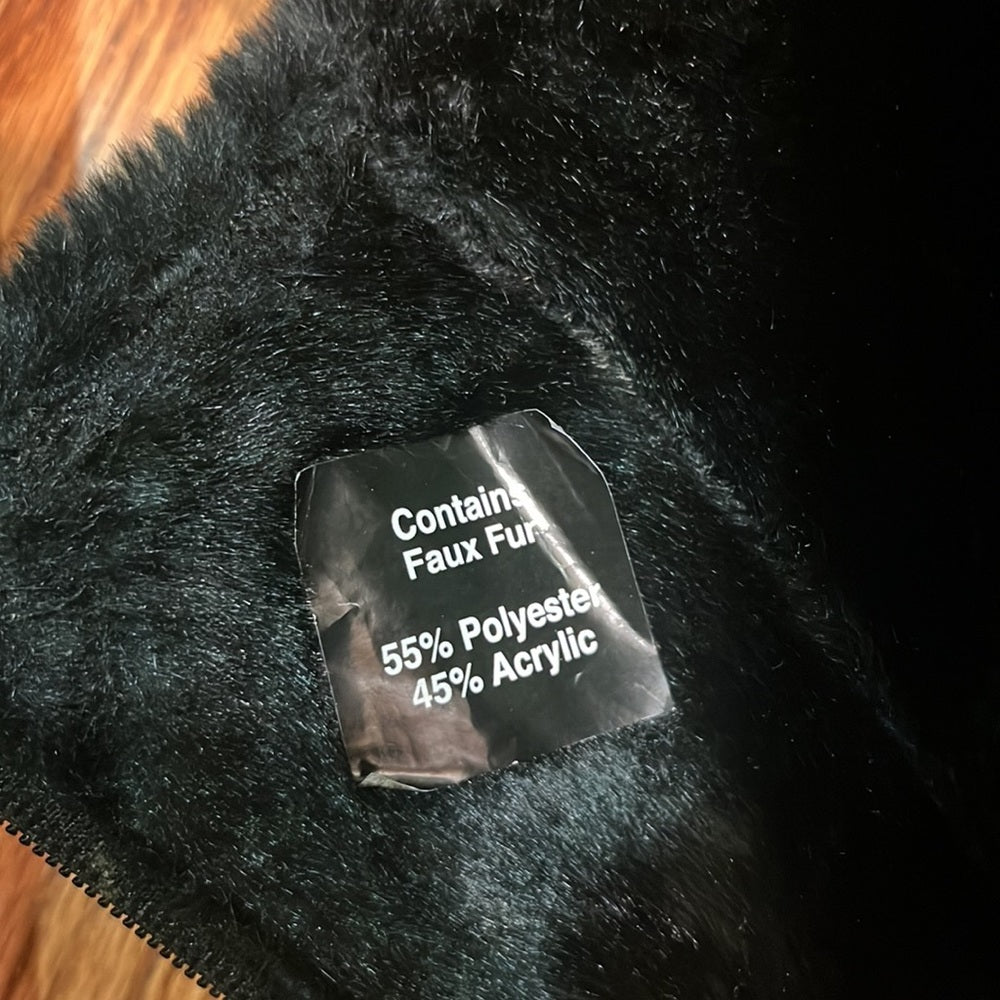 Contains
Faux Fur
55% Polyester
45% Acrylic